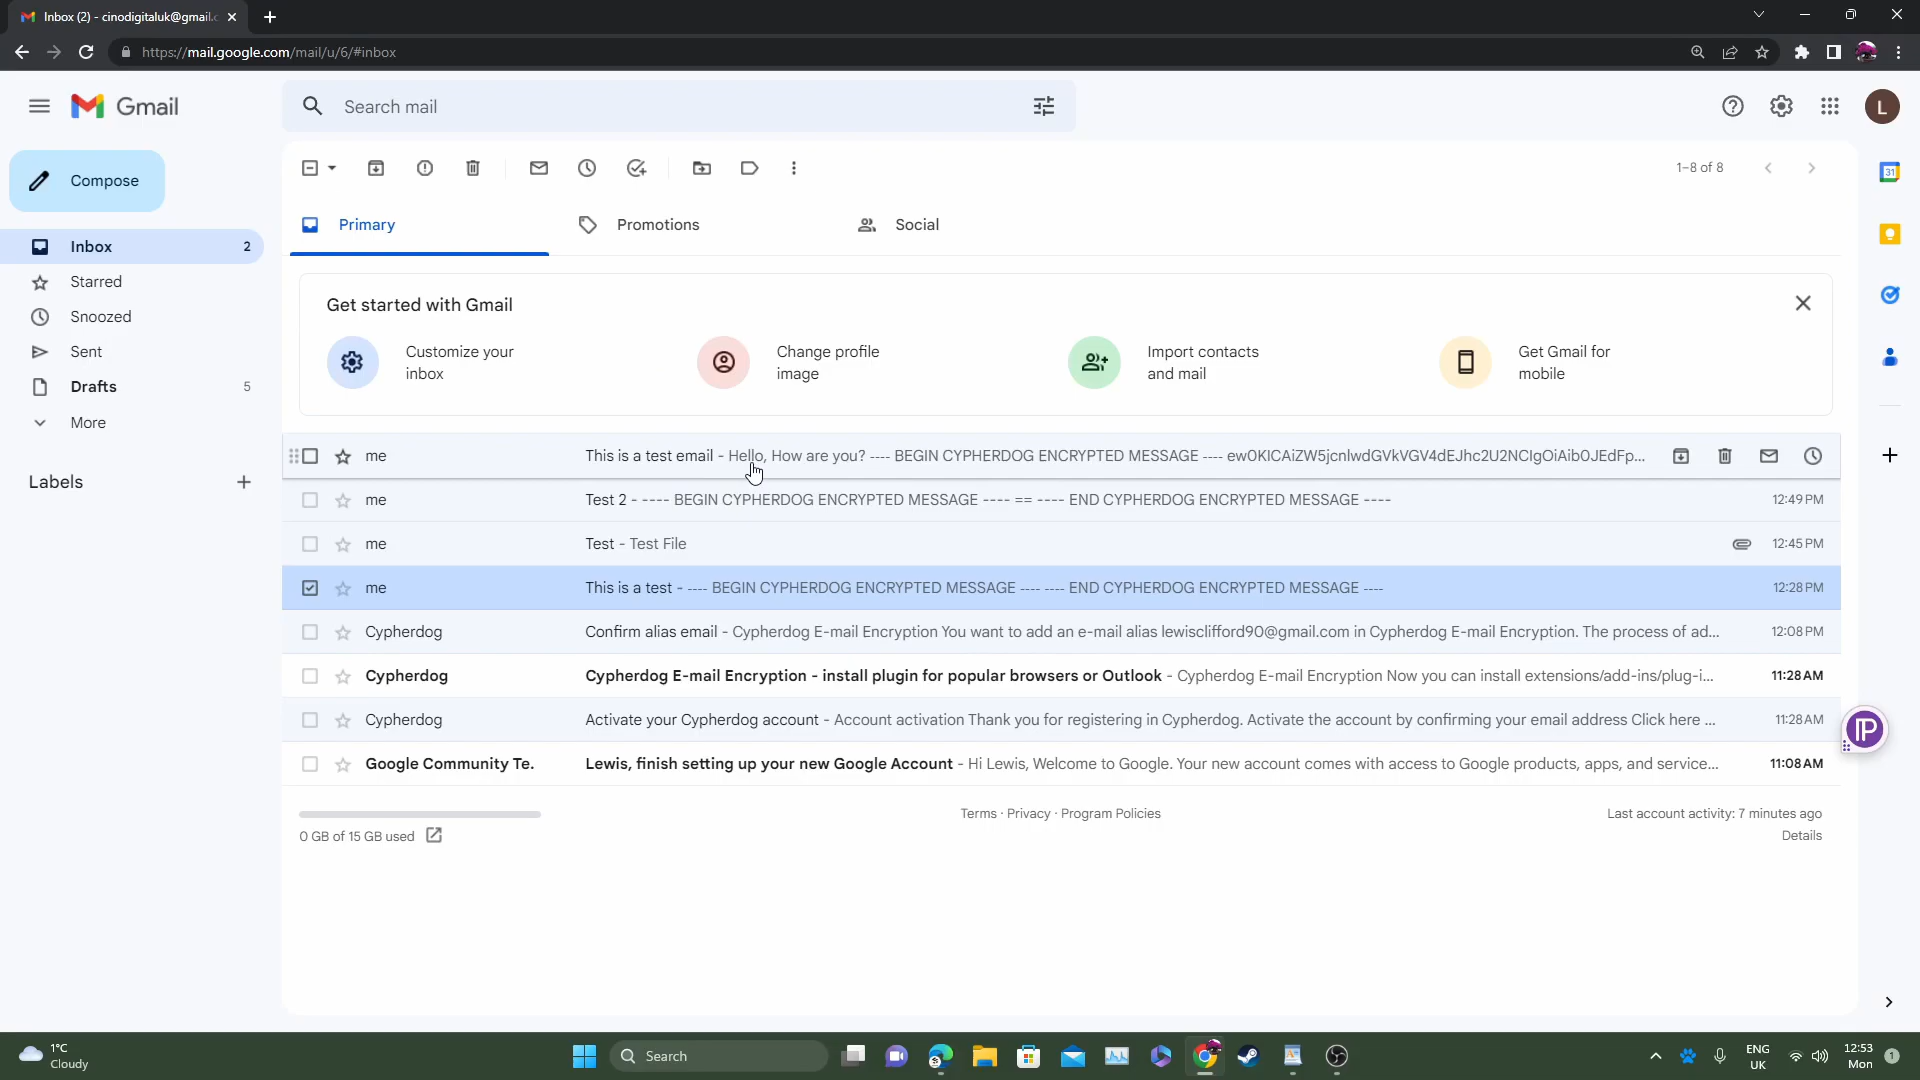 Inbox (2) - cinodigitaluk@gmail.c
https://mail.google.com/mail/u/6/#inbox
Gmail
Search mail
L
Compose
1–8 of 8
31
Primary
Promotions
Social
Inbox 2
Starred
Snoozed
Sent
Drafts 5
More
Labels
Get started with Gmail
Customize your
inbox
Change profile
image
Import contacts
and mail
Get Gmail for
mobile
me This is a test email - Hello, How are you? ---- BEGIN CYPHERDOG ENCRYPTED MESSAGE ----
me Test 2 - ---- BEGIN CYPHERDOG ENCRYPTED MESSAGE ---- == ---- END CYPHERDOG ENCRYPTED MESSAGE ---- 12:49 PM
me Test - Test File 12:45 PM
me This is a test - ---- BEGIN CYPHERDOG ENCRYPTED MESSAGE ---- ---- END CYPHERDOG ENCRYPTED MESSAGE ---- 12:28 PM
Cypherdog Confirm alias email - Cypherdog E-mail Encryption You want to add an e-mail alias lewisclifford90@gmail.com in Cypherdog E-mail Encryption. The process of ad... 12:08 PM
Cypherdog Cypherdog E-mail Encryption - install plugin for popular browsers or Outlook - Cypherdog E-mail Encryption Now you can install extensions/add-ins/plug-i... 11:28 AM
Cypherdog Activate your Cypherdog account - Account activation Thank you for registering in Cypherdog. Activate the account by confirming your email address Click here ... 11:28 AM
Google Community Te. Lewis, finish setting up your new Google Account - Hi Lewis, Welcome to Google. Your new account comes with access to Google products, apps, and service... 11:08 AM
0 GB of 15 GB used
Terms · Privacy · Program Policies
Last account activity: 7 minutes ago
Details
1°C
Cloudy
Search
ENG
UK
12:53
Mon
1